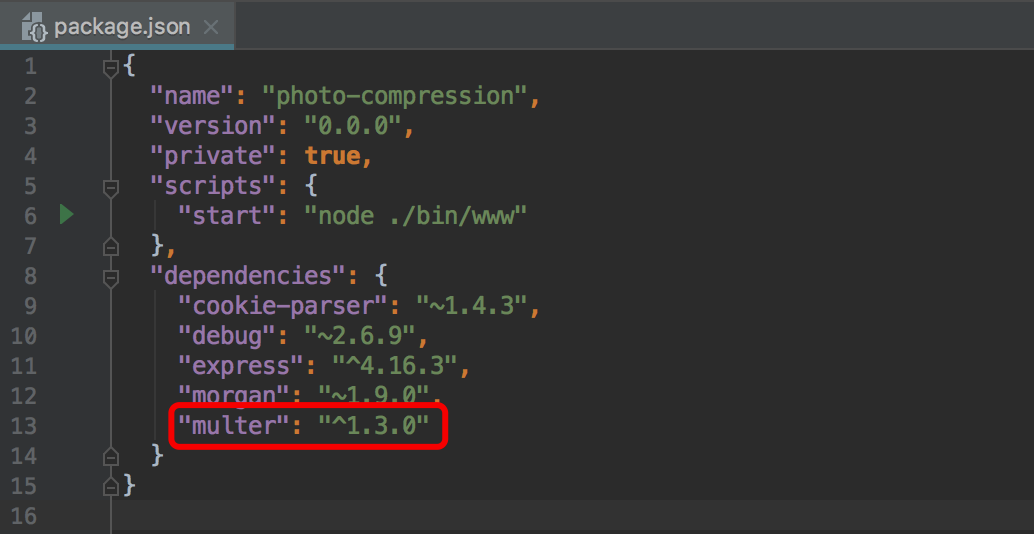 package.json
1 {
2 "name": "photo-compression",
3 "version": "0.0.0",
4 "private": true,
5 "scripts": {
6 "start": "node ./bin/www"
7 },
8 "dependencies": {
9 "cookie-parser": "~1.4.3",
10 "debug": "~2.6.9",
11 "express": "^4.16.3",
12 "morgan": "~1.9.0",
13 "multer": "^1.3.0"
14 }
15 }
16